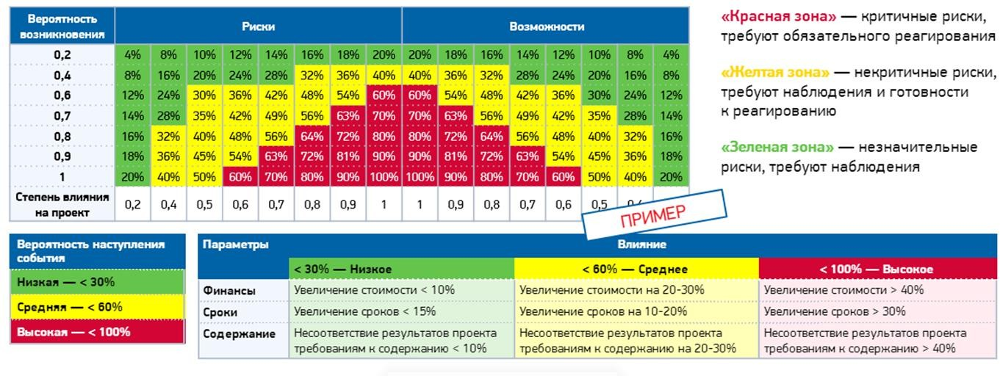 Вероятность возникновения Риски Возможности
0,2 4% 8% 10% 12% 14% 16% 18% 20% 20% 18% 16% 14% 12% 10% 8% 4%
0,4 8% 16% 20% 24% 28% 32% 36% 40% 40% 36% 32% 28% 24% 20% 16% 8%
0,6 12% 24% 30% 36% 42% 48% 54% 60% 60% 54% 48% 42% 36% 30% 24% 12%
0,7 14% 28% 35% 42% 49% 56% 63% 70% 70% 63% 56% 49% 42% 35% 28% 14%
0,8 16% 32% 40% 48% 56% 64% 72% 80% 80% 72% 64% 56% 48% 40% 32% 16%
0,9 18% 36% 45% 54% 63% 72% 81% 90% 90% 81% 72% 63% 54% 45% 36% 18%
1 20% 40% 50% 60% 70% 80% 90% 100% 100% 90% 80% 70% 60% 50% 40% 20%
Степень влияния на проект 0,2 0,4 0,5 0,6 0,7 0,8 0,9 1 1 0,9 0,8 0,7 0,6 0,5
«Красная зона» — критичные риски,
требуют обязательного реагирования
«Желтая зона» — некритичные риски,
требуют наблюдения и готовности
к реагированию
«Зеленая зона» — незначительные
риски, требуют наблюдения
ПРИМЕР
Вероятность наступления
события
Низкая — < 30%
Средняя — < 60%
Высокая — < 100%
Параметры Влияние
< 30% — Низкое < 60% — Среднее < 100% — Высокое
Финансы Увеличение стоимости < 10% Увеличение стоимости на 20-30% Увеличение стоимости > 40%
Сроки Увеличение сроков < 15% Увеличение сроков на 10-20% Увеличение сроков > 30%
Содержание Несоответствие результатов проекта Несоответствие результатов проекта Несоответствие результатов проекта
требованиям к содержанию < 10% требованиям к содержанию на 20-30% требованиям к содержанию > 40%